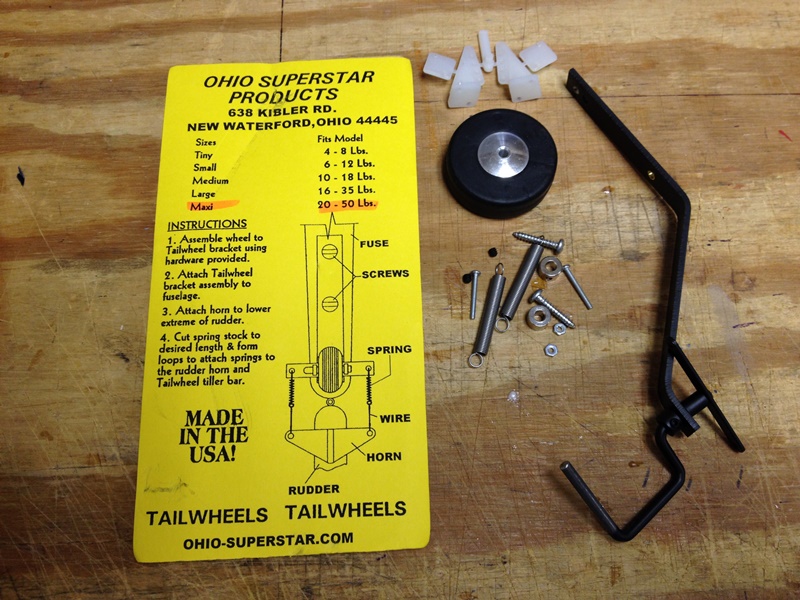 OHIO SUPERSTAR
PRODUCTS
638 KIBLER RD.
NEW WATERFORD, OHIO 44445
Sizes Fits Model
Tiny 4 - 8 Lbs.
Small 6 - 12 Lbs.
Medium 10 - 18 Lbs.
Large 16 - 35 Lbs.
Maxi 20 - 50 Lbs.
INSTRUCTIONS
1. Assemble wheel to
Tailwheel bracket using
hardware provided.
2. Attach Tailwheel
bracket assembly to
fuselage.
3. Attach horn to lower
extreme of rudder.
4. Cut spring stock to
desired length & form
loops to attach springs to
the rudder horn and
Tailwheel tiller bar.
FUSE
SCREWS
SPRING
WIRE
HORN
RUDDER
MADE
IN THE
USA!
TAILWHEELS TAILWHEELS
OHIO-SUPERSTAR.COM